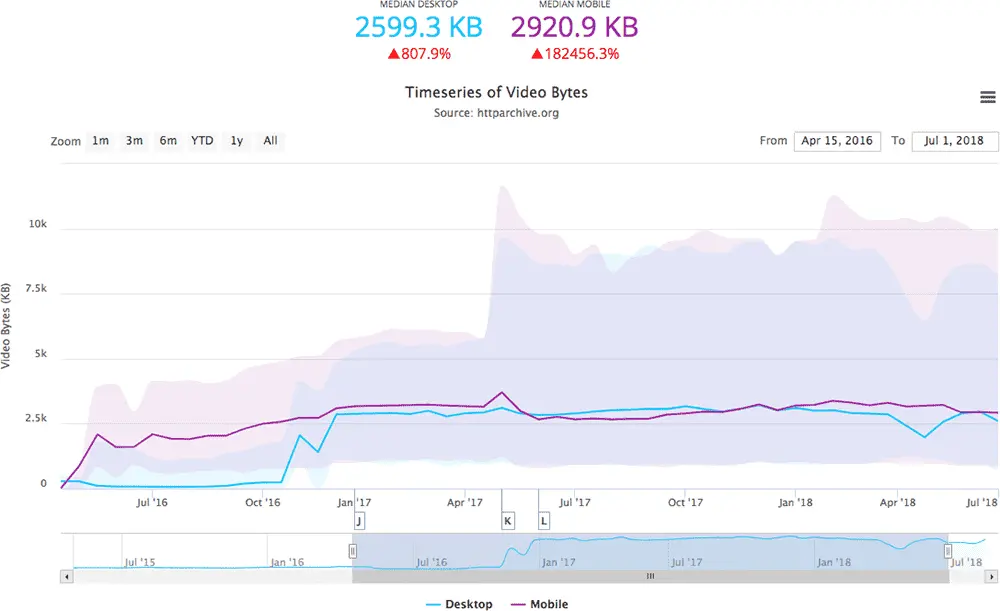 MEDIAN DESKTOP MEDIAN MOBILE
2599.3 KB 2920.9 KB
▲807.9% ▲182456.3%
Timeseries of Video Bytes
Source: httparchive.org
Zoom 1m 3m 6m YTD 1y All From Apr 15, 2016 To Jul 1, 2018
Video Bytes (KB)
10k
7.5k
5k
2.5k
0
Jul '16 Oct '16 Jan '17 Apr '17 Jul '17 Oct '17 Jan '18 Apr '18 Jul '18
J K L
Jul '15 Jan '16 Jul '16 Jan '17 Jul '17 Jan '18 Jul '18
Desktop Mobile